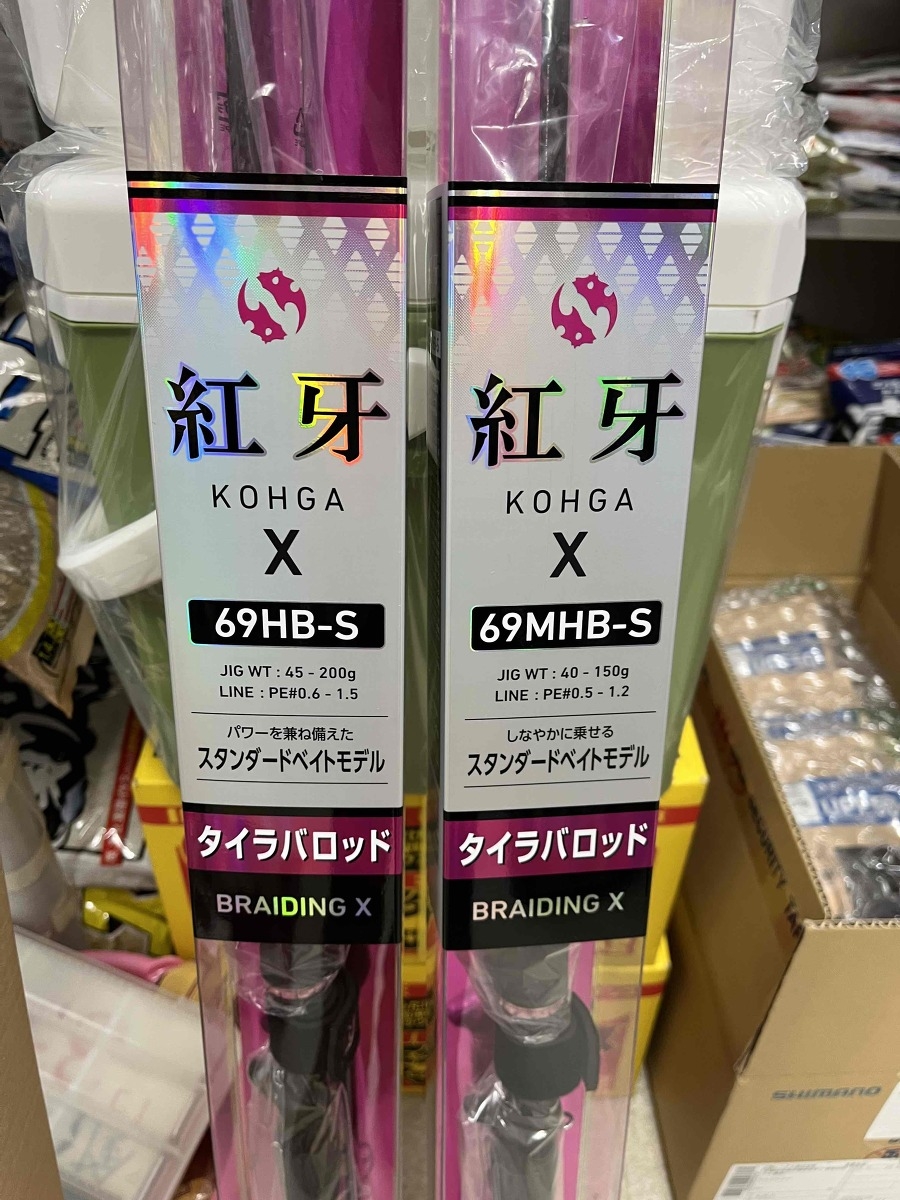 紅牙
KOHGA
X
69HB-S
JIG WT : 45 - 200g
LINE : PE#0.6 - 1.5
パワーを兼ね備えた
スタンダードベイトモデル
タイラバロッド
BRAIDING X
紅牙
KOHGA
X
69MHB-S
JIG WT : 40 - 150g
LINE : PE#0.5 - 1.2
しなやかに乗せる
スタンダードベイトモデル
タイラバロッド
BRAIDING X
SHIMANO